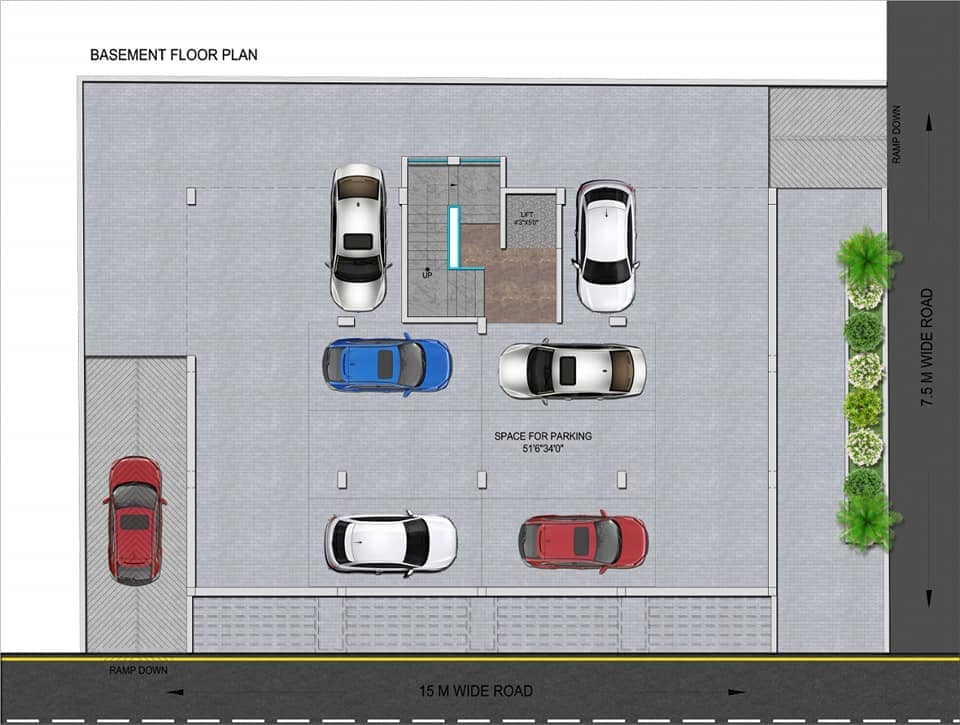 BASEMENT FLOOR PLAN
RAMP DOWN
LIFT
4'3"X5'0"
UP
7.5 M WIDE ROAD
SPACE FOR PARKING
51'6"34'0"
RAMP DOWN
15 M WIDE ROAD